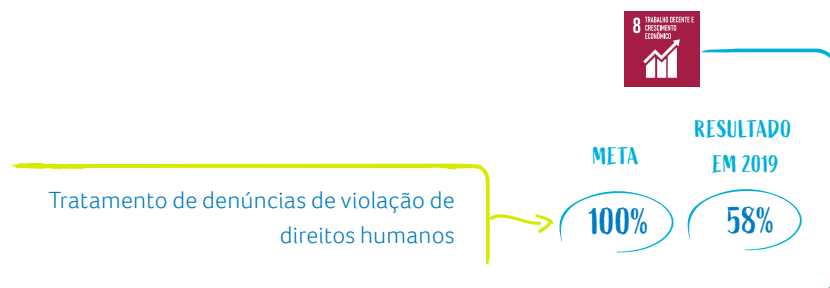 8 TRABALHO DECENTE E
CRESCIMENTO
ECONÔMICO
META
RESULTADO
EM 2019
Tratamento de denúncias de violação de
direitos humanos
100%
58%